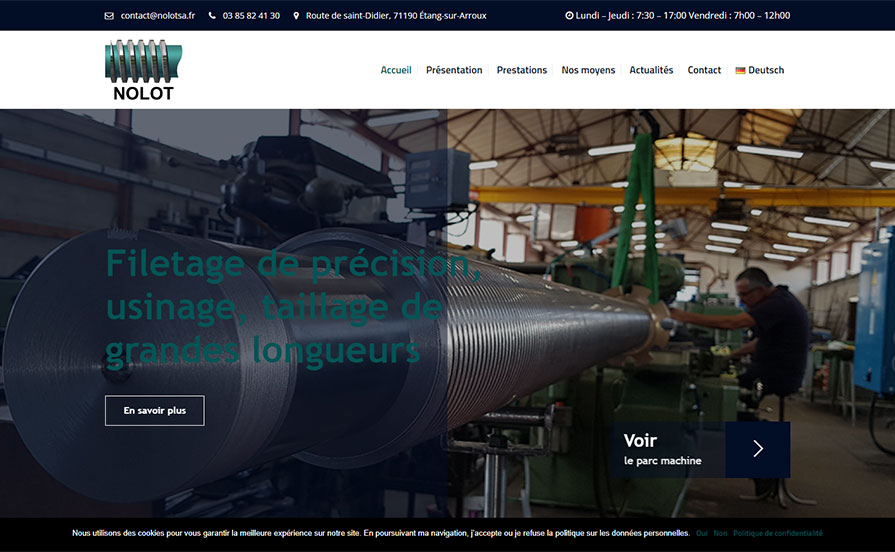 contact@nolotsa.fr 03 85 82 41 30 Route de saint-Didier, 71190 Étang-sur-Arroux Lundi – Jeudi : 7:30 – 17:00 Vendredi : 7h00 – 12h00
NOLOT
Accueil Présentation Prestations Nos moyens Actualités Contact Deutsch
Filetage de précision,
usinage, taillage de
grandes longueurs
En savoir plus
Voir
le parc machine
Nous utilisons des cookies pour vous garantir la meilleure expérience sur notre site. En poursuivant ma navigation, j'accepte ou je refuse la politique sur les données personnelles. Oui Non Politique de confidentialité